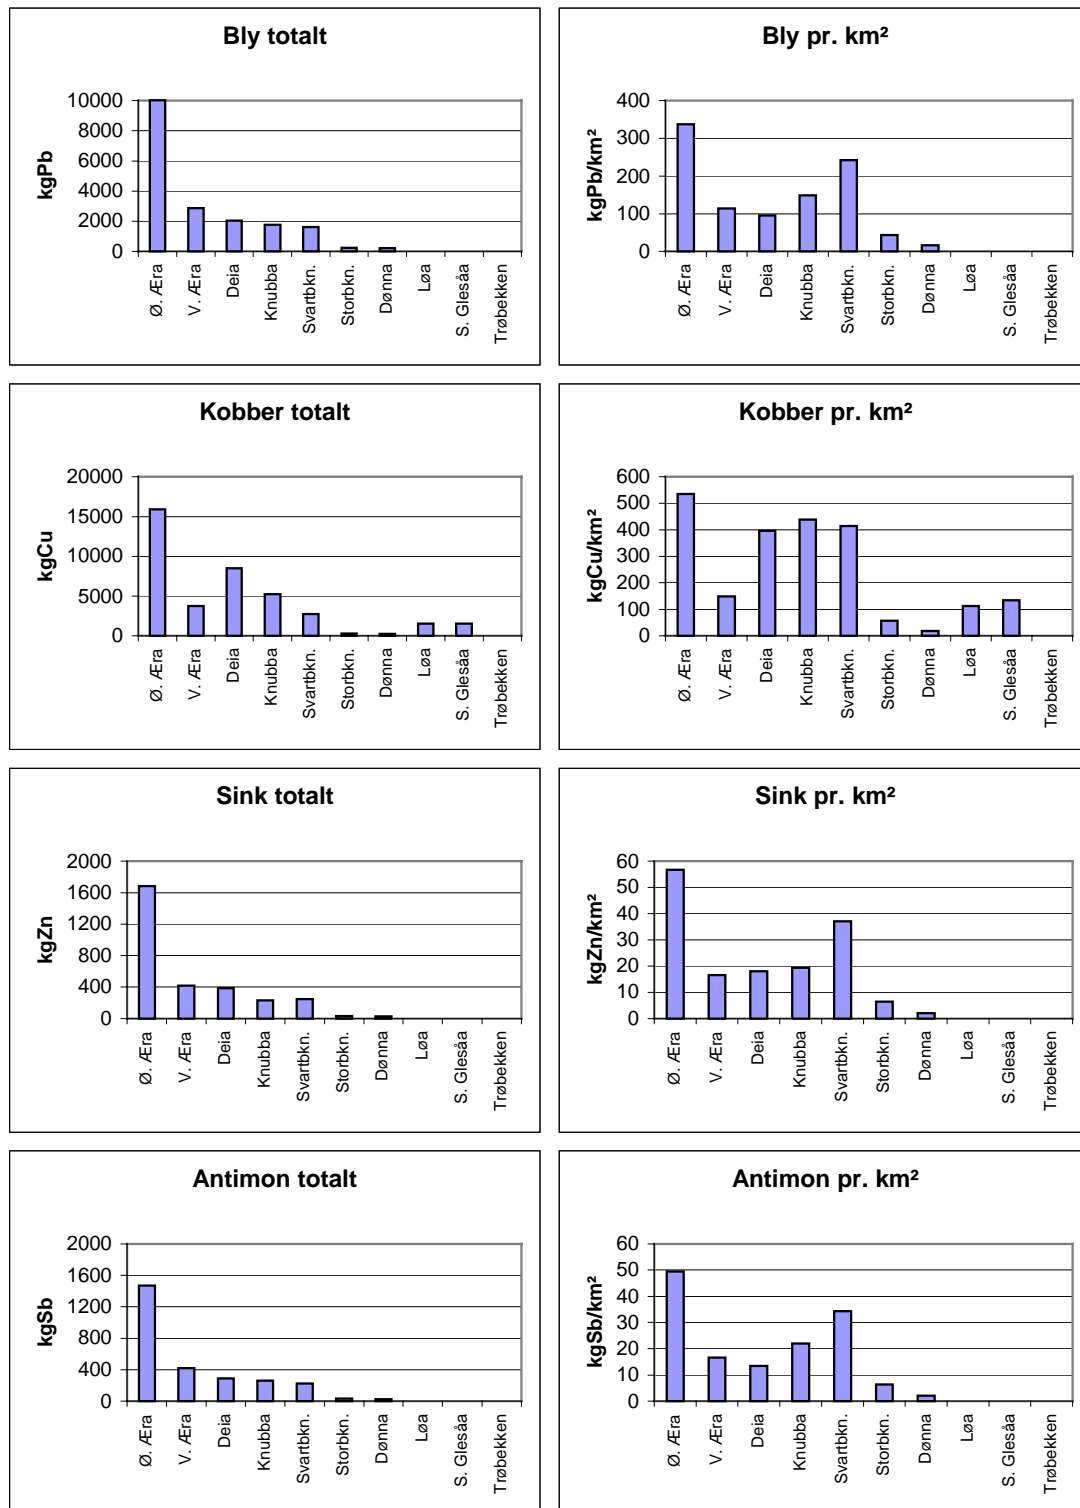 Bly totalt
kgPb
10000
8000
6000
4000
2000
0
Ø. Æra
V. Æra
Deia
Knubba
Svartbkn.
Storbkn.
Dønna
Løa
S. Glesåa
Trøbekken
Bly pr. km²
kgPb/km²
400
300
200
100
0
Ø. Æra
V. Æra
Deia
Knubba
Svartbkn.
Storbkn.
Dønna
Løa
S. Glesåa
Trøbekken
Kobber totalt
kgCu
20000
15000
10000
5000
0
Ø. Æra
V. Æra
Deia
Knubba
Svartbkn.
Storbkn.
Dønna
Løa
S. Glesåa
Trøbekken
Kobber pr. km²
kgCu/km²
600
500
400
300
200
100
0
Ø. Æra
V. Æra
Deia
Knubba
Svartbkn.
Storbkn.
Dønna
Løa
S. Glesåa
Trøbekken
Sink totalt
kgZn
2000
1600
1200
800
400
0
Ø. Æra
V. Æra
Deia
Knubba
Svartbkn.
Storbkn.
Dønna
Løa
S. Glesåa
Trøbekken
Sink pr. km²
kgZn/km²
60
50
40
30
20
10
0
Ø. Æra
V. Æra
Deia
Knubba
Svartbkn.
Storbkn.
Dønna
Løa
S. Glesåa
Trøbekken
Antimon totalt
kgSb
2000
1600
1200
800
400
0
Ø. Æra
V. Æra
Deia
Knubba
Svartbkn.
Storbkn.
Dønna
Løa
S. Glesåa
Trøbekken
Antimon pr. km²
kgSb/km²
60
50
40
30
20
10
0
Ø. Æra
V. Æra
Deia
Knubba
Svartbkn.
Storbkn.
Dønna
Løa
S. Glesåa
Trøbekken